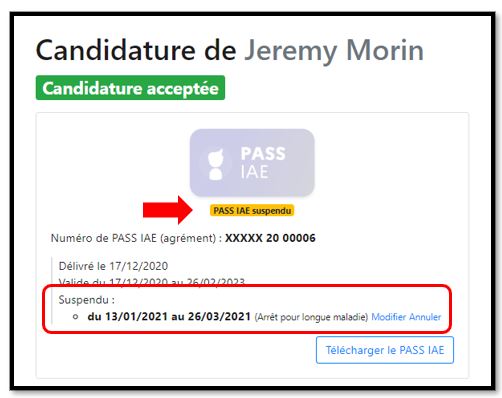 Candidature de Jeremy Morin
Candidature acceptée
PASS
IAE
PASS IAE suspendu
Numéro de PASS IAE (agrément) : XXXXX 20 00006
Délivré le 17/12/2020
Valide du 17/12/2020 au 26/02/2023
Suspendu :
du 13/01/2021 au 26/03/2021 (Arrêt pour longue maladie) Modifier Annuler
Télécharger le PASS IAE